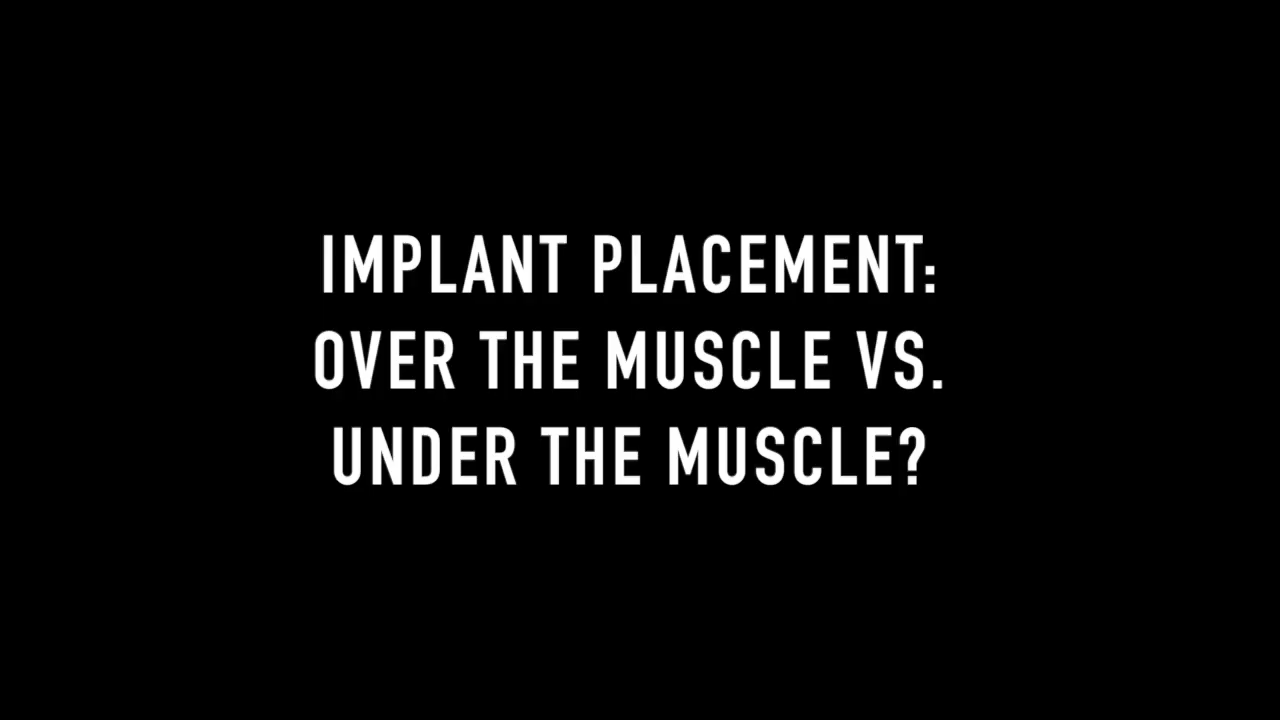 IMPLANT PLACEMENT:
OVER THE MUSCLE VS.
UNDER THE MUSCLE?